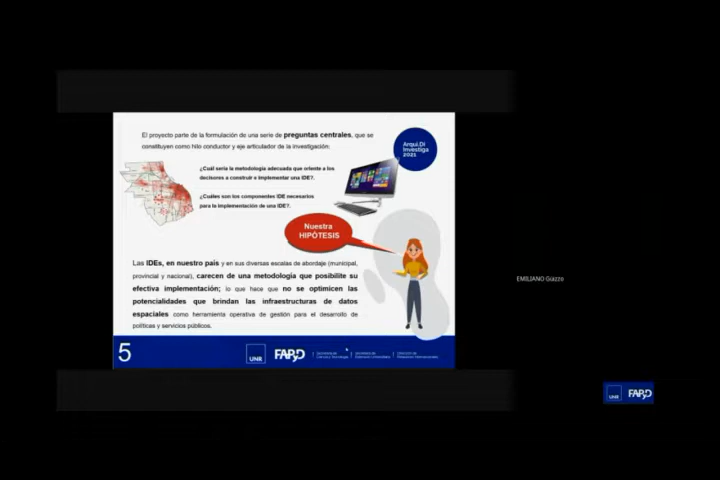 El proyecto parte de la formulación de una serie de preguntas centrales, que se
constituyen como hilo conductor y eje articulador de la investigación:
Arqui.Di
Investiga
2021
¿Cuál sería la metodología adecuada que oriente a los
decisores a construir e implementar una IDE?.
¿Cuáles son los componentes IDE necesarios
para la implementación de una IDE?.
Nuestra
HIPÓTESIS
Las IDEs, en nuestro país y en sus diversas escalas de abordaje (municipal,
provincial y nacional), carecen de una metodología que posibilite su
efectiva implementación; lo que hace que no se optimicen las
potencialidades que brindan las infraestructuras de datos
espaciales como herramienta operativa de gestión para el desarrollo de
políticas y servicios públicos.
EMILIANO Guzzo
5
UNR
FAPyD
UNR
FAPyD